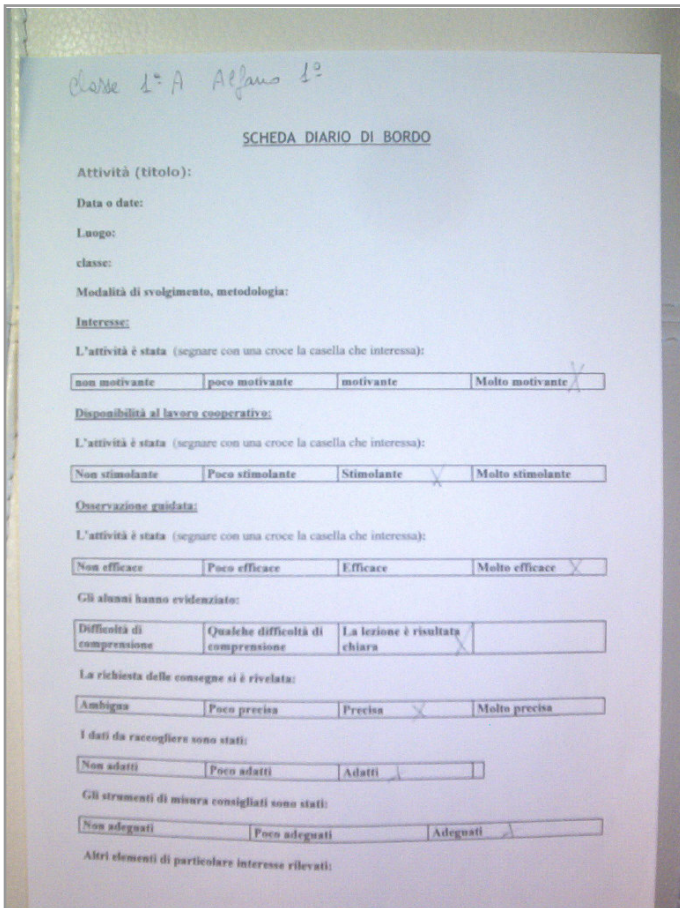 Classe 1ª A Alfano 1º
SCHEDA DIARIO DI BORDO
Attività (titolo):
Data o date:
Luogo:
classe:
Modalità di svolgimento, metodologia:
Interesse:
L'attività è stata (segnare con una croce la casella che interessa):
non motivante poco motivante motivante Molto motivante X
Disponibilità al lavoro cooperativo:
L'attività è stata (segnare con una croce la casella che interessa):
Non stimolante Poco stimolante Stimolante X Molto stimolante
Osservazione guidata:
L'attività è stata (segnare con una croce la casella che interessa):
Non efficace Poco efficace Efficace Molto efficace X
Gli alunni hanno evidenziato:
Difficoltà di Qualche difficoltà di La lezione è risultata
comprensione comprensione chiara X
La richiesta delle consegne si è rivelata:
Ambigua Poco precisa Precisa X Molto precisa
I dati da raccogliere sono stati:
Non adatti Poco adatti Adatti X
Gli strumenti di misura consigliati sono stati:
Non adeguati Poco adeguati Adeguati X
Altri elementi di particolare interesse rilevati: